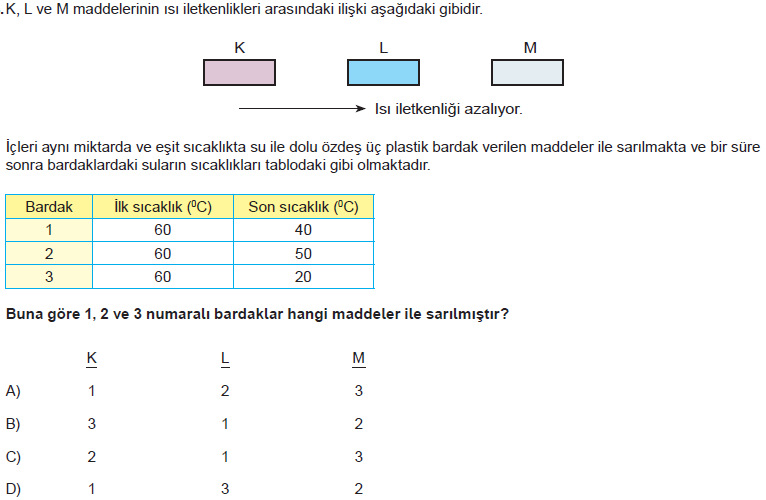 .K, L ve M maddelerinin ısı iletkenlikleri arasındaki ilişki aşağıdaki gibidir.
K L M
Isı iletkenliği azalıyor.
İçleri aynı miktarda ve eşit sıcaklıkta su ile dolu özdeş üç plastik bardak verilen maddeler ile sarılmakta ve bir süre
sonra bardaklardaki suların sıcaklıkları tablodaki gibi olmaktadır.
Bardak İlk sıcaklık (⁰C) Son sıcaklık (⁰C)
1 60 40
2 60 50
3 60 20
Buna göre 1, 2 ve 3 numaralı bardaklar hangi maddeler ile sarılmıştır?
K L M
A) 1 2 3
B) 3 1 2
C) 2 1 3
D) 1 3 2